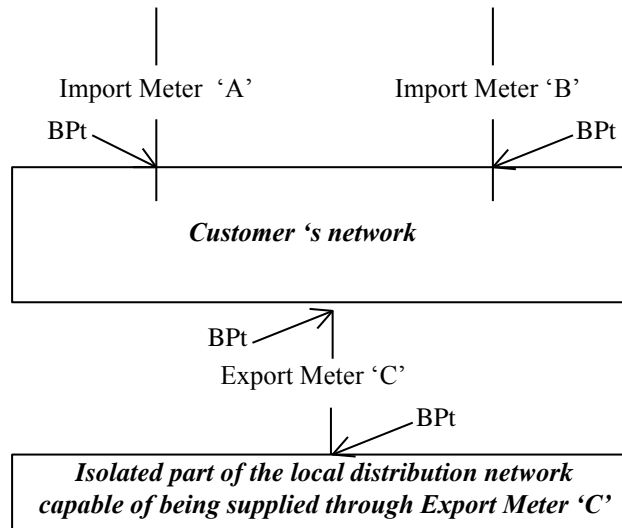 Import Meter ‘A’ Import Meter ‘B’
BPt BPt
Customer ‘s network
BPt
Export Meter ‘C’
BPt
Isolated part of the local distribution network
capable of being supplied through Export Meter ‘C’